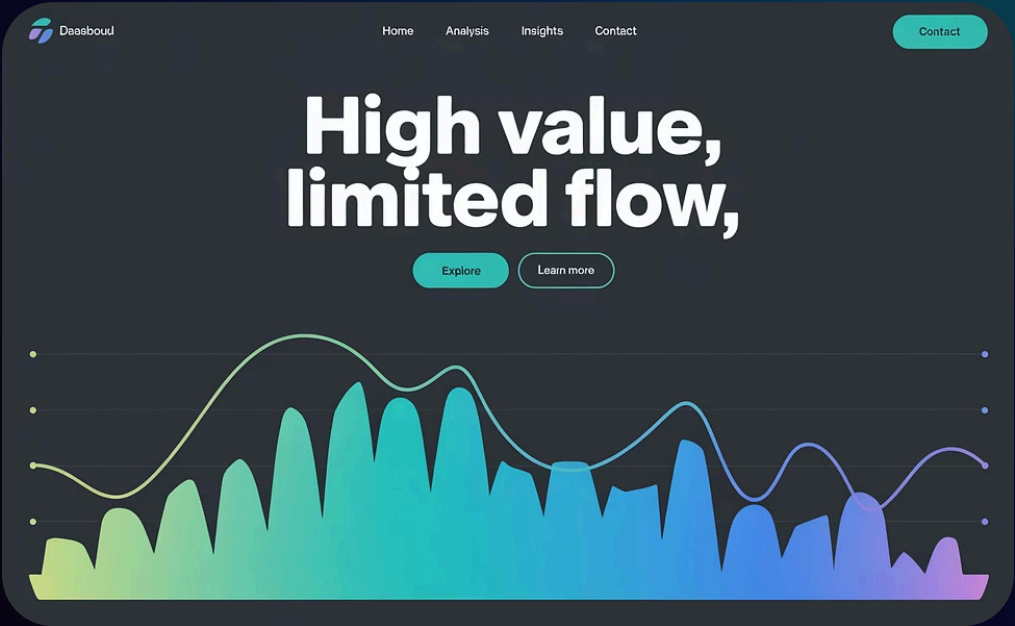 Daasboud
Home Analysis Insights Contact
Contact
High value,
limited flow,
Explore
Learn more